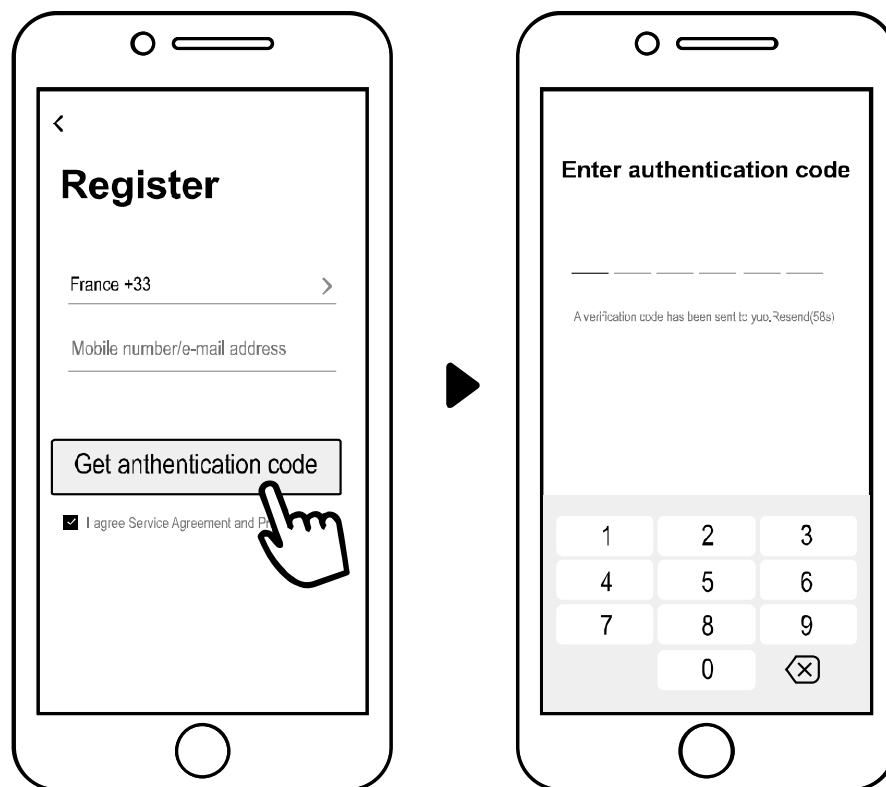 Register
France +33
Mobile number/e-mail address
Get anthentication code
I agree Service Agreement and
Enter authentication code
A verification code has been sent to yuo.Resend(58s)
1 2 3
4 5 6
7 8 9
0